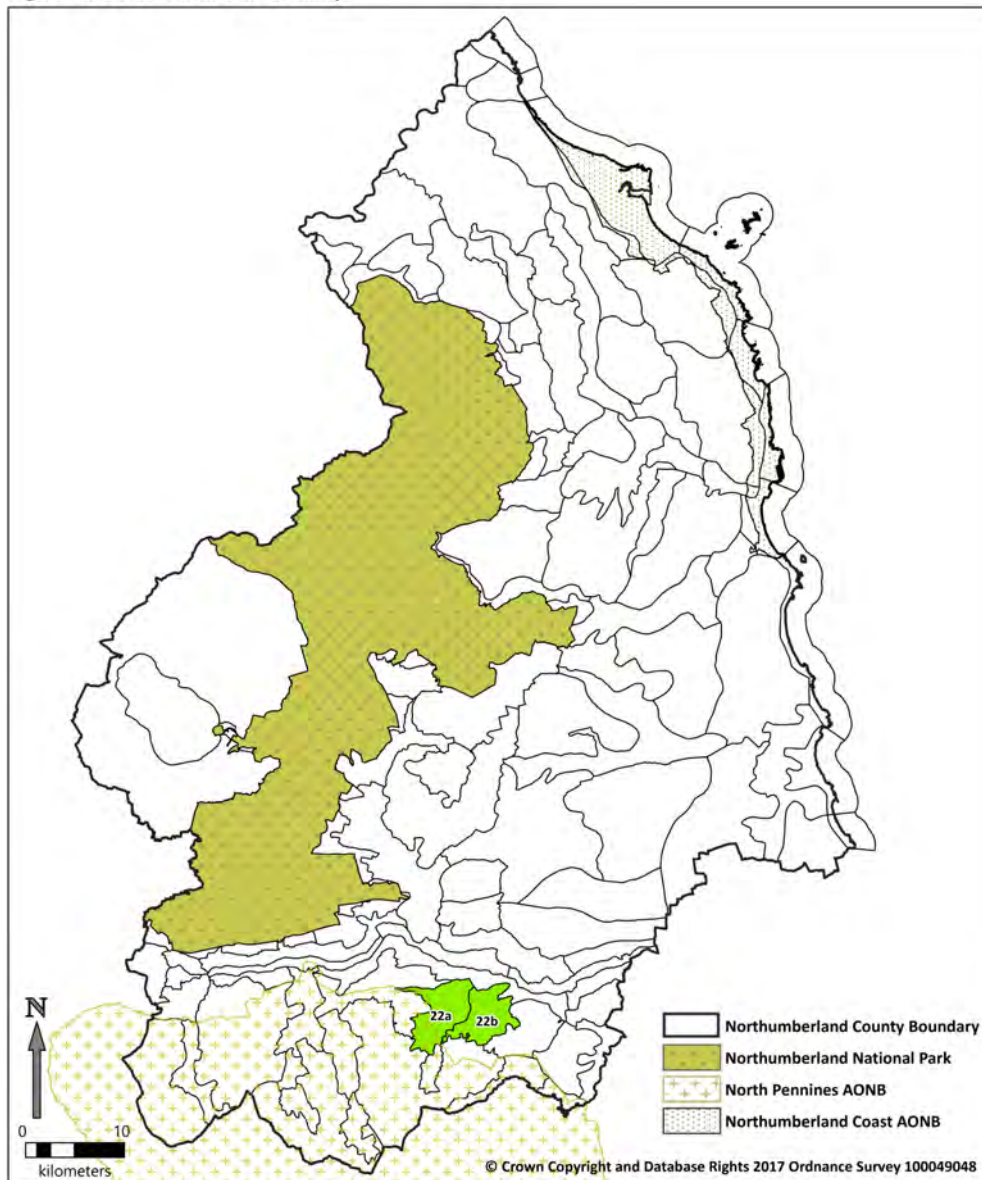 22a
22b
N
0 10
kilometers
Northumberland County Boundary
Northumberland National Park
North Pennines AONB
Northumberland Coast AONB
© Crown Copyright and Database Rights 2017 Ordnance Survey 100049048